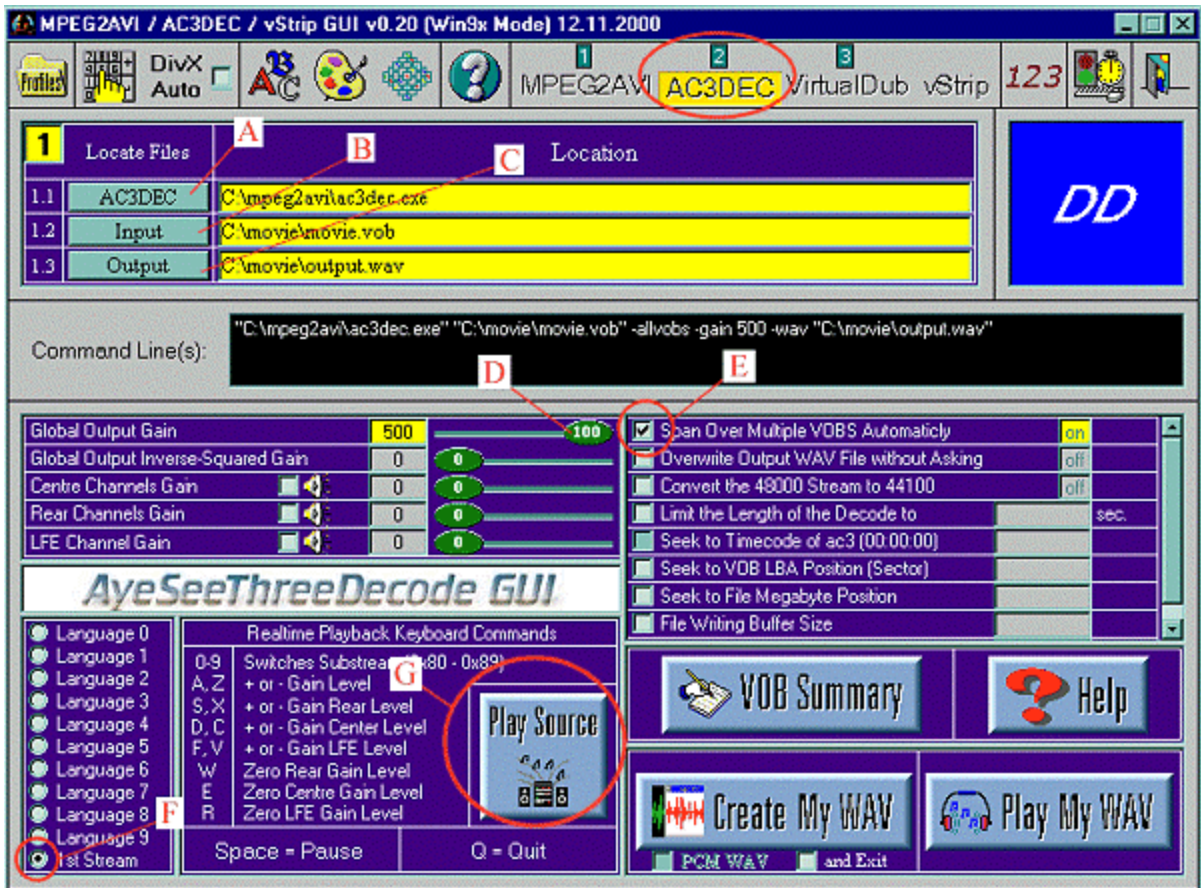 MPEG2AVI / AC3DEC / vStrip GUI v0.20 (Win9x Mode) 12.11.2000
Profiles
DivX
Auto
ABC
?
1
MPEG2AVI
2
AC3DEC
3
VirtualDub
vStrip
123
1
Locate Files
Location
A
B
C
1.1 AC3DEC C:\mpeg2avi\ac3dec.exe
1.2 Input C:\movie\movie.vob
1.3 Output C:\movie\output.wav
DD
Command Line(s):
"C:\mpeg2avi\ac3dec.exe" "C:\movie\movie.vob" -allvobs -gain 500 -wav "C:\movie\output.wav"
D
E
Global Output Gain 500 100
Global Output Inverse-Squared Gain 0 0
Centre Channels Gain 0 0
Rear Channels Gain 0 0
LFE Channel Gain 0 0
Span Over Multiple VOBS Automaticly on
Overwrite Output WAV File without Asking off
Convert the 48000 Stream to 44100 off
Limit the Length of the Decode to sec.
Seek to Timecode of ac3 (00:00:00)
Seek to VOB LBA Position (Sector)
Seek to File Megabyte Position
File Writing Buffer Size
AyeSeeThreeDecode GUI
Language 0
Language 1
Language 2
Language 3
Language 4
Language 5
Language 6
Language 7
Language 8
Language 9
1st Stream
F
Realtime Playback Keyboard Commands
0-9 Switches Substream (0x80 - 0x89)
A,Z + or - Gain Level
S,X + or - Gain Rear Level
D,C + or - Gain Center Level
F,V + or - Gain LFE Level
W Zero Rear Gain Level
E Zero Centre Gain Level
R Zero LFE Gain Level
G
Play Source
Space = Pause
Q = Quit
VOB Summary
Help
Create My WAV
PCM WAV
and Exit
Play My WAV